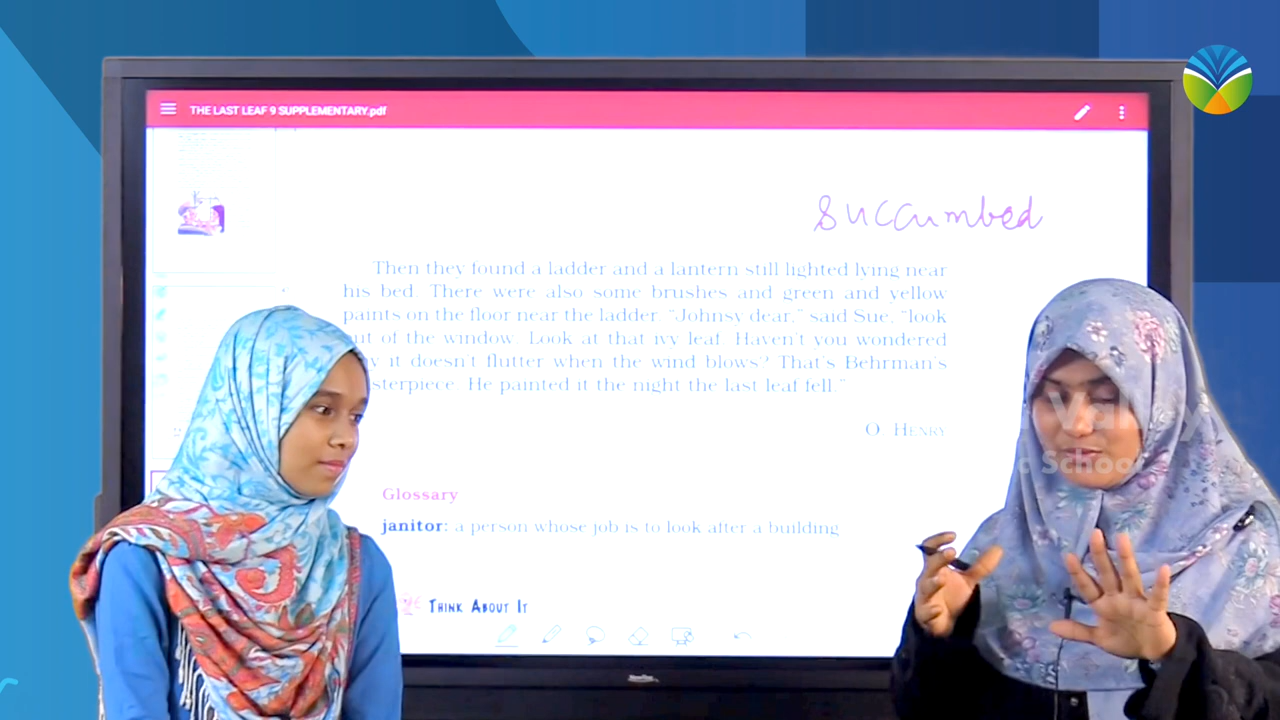 THE LAST LEAF 9 SUPPLEMENTARY.pdf
Succumbed
Then they found a ladder and a lantern still lighted lying near
his bed. There were also some brushes and green and yellow
paints on the floor near the ladder. “Johnsy dear,” said Sue, “look
out of the window. Look at that ivy leaf. Haven't you wondered
it doesn't flutter when the wind blows? That's Behrman's
sterpiece. He painted it the night the last leaf fell.”
O. HENRY
Valley
School
Glossary
janitor: a person whose job is to look after a building
THINK ABOUT IT